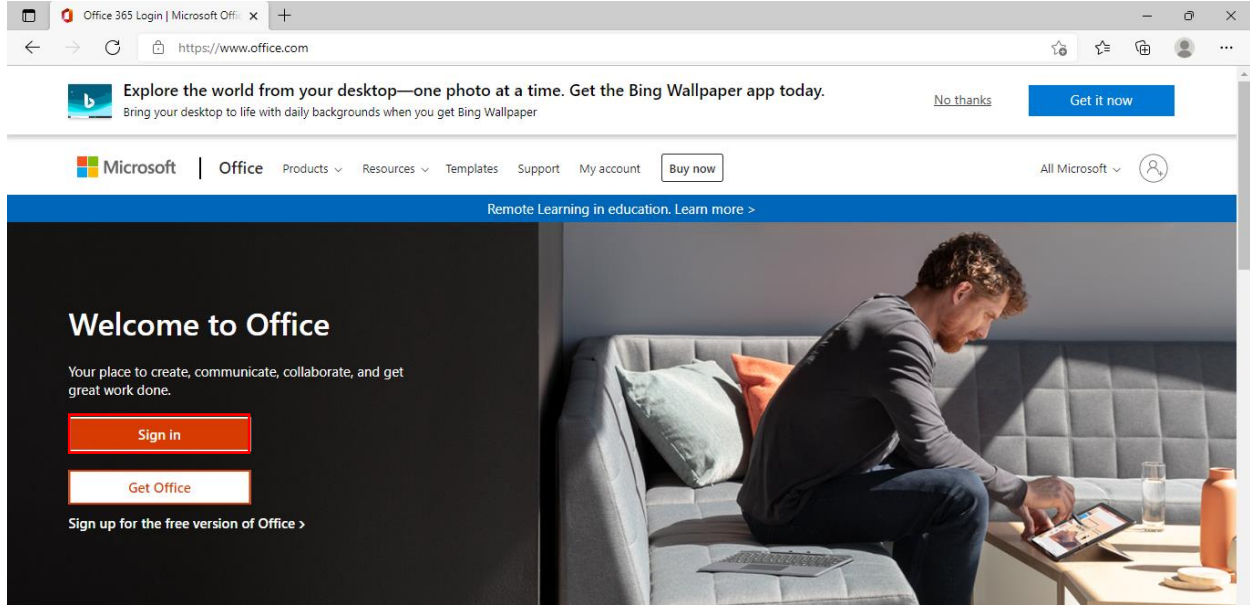 Office 365 Login | Microsoft Offic
https://www.office.com
Explore the world from your desktop—one photo at a time. Get the Bing Wallpaper app today.
Bring your desktop to life with daily backgrounds when you get Bing Wallpaper
No thanks
Get it now
Microsoft | Office Products Resources Templates Support My account Buy now All Microsoft
Remote Learning in education. Learn more >
Welcome to Office
Your place to create, communicate, collaborate, and get
great work done.
Sign in
Get Office
Sign up for the free version of Office >